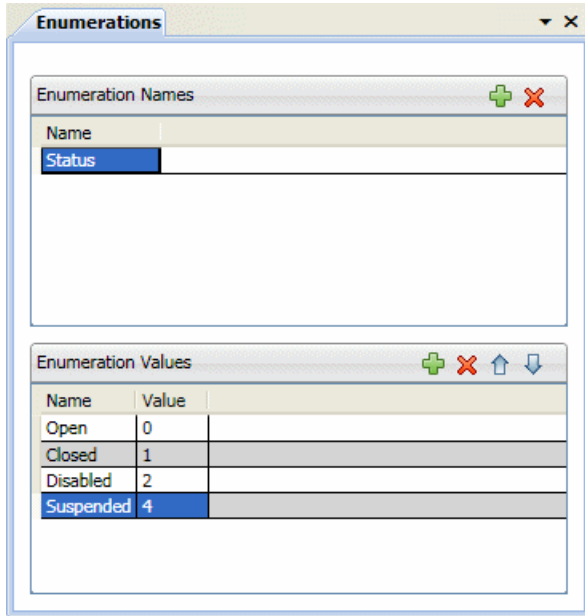 Enumerations
Enumeration Names
Name
Status
Enumeration Values
Name Value
Open 0
Closed 1
Disabled 2
Suspended 4